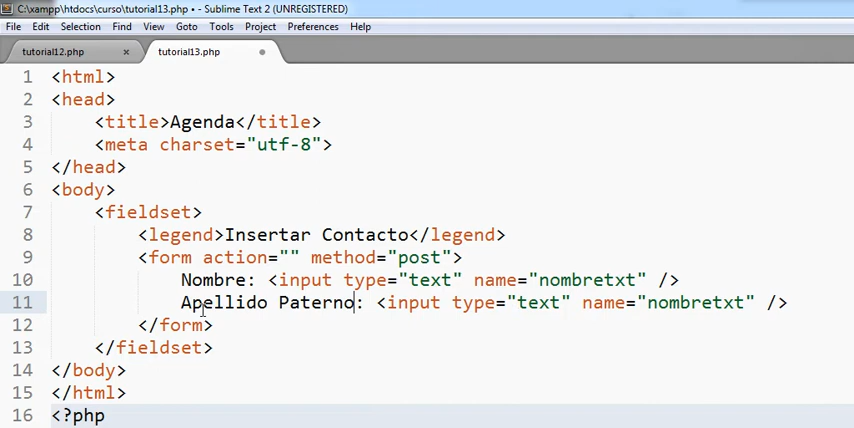 C:\xampp\htdocs\curso\tutorial13.php • - Sublime Text 2 (UNREGISTERED)
File Edit Selection Find View Goto Tools Project Preferences Help
tutorial12.php × tutorial13.php
1 <html>
2 <head>
3 <title>Agenda</title>
4 <meta charset="utf-8">
5 </head>
6 <body>
7 <fieldset>
8 <legend>Insertar Contacto</legend>
9 <form action="" method="post">
10 Nombre: <input type="text" name="nombretxt" />
11 Apellido Paterno: <input type="text" name="nombretxt" />
12 </form>
13 </fieldset>
14 </body>
15 </html>
16 <?php